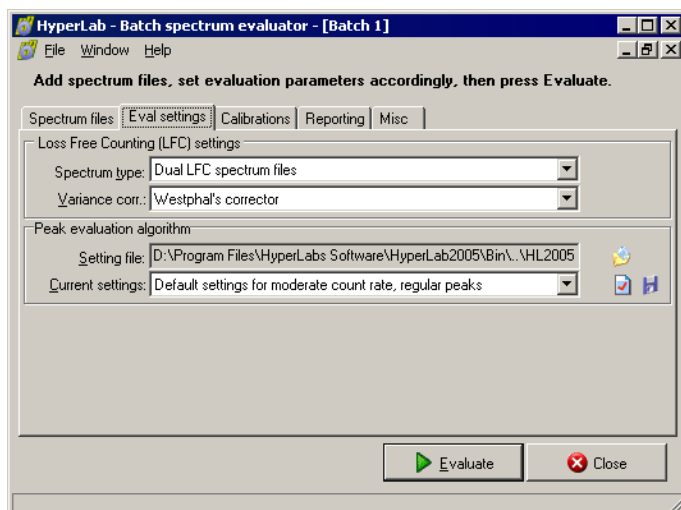 HyperLab - Batch spectrum evaluator - [Batch 1]
File Window Help
Add spectrum files, set evaluation parameters accordingly, then press Evaluate.
Spectrum files Eval settings Calibrations Reporting Misc
Loss Free Counting (LFC) settings
Spectrum type: Dual LFC spectrum files
Variance corr.: Westphal's corrector
Peak evaluation algorithm
Setting file: D:\Program Files\HyperLabs Software\HyperLab2005\Bin\..\HL2005
Current settings: Default settings for moderate count rate, regular peaks
Evaluate Close